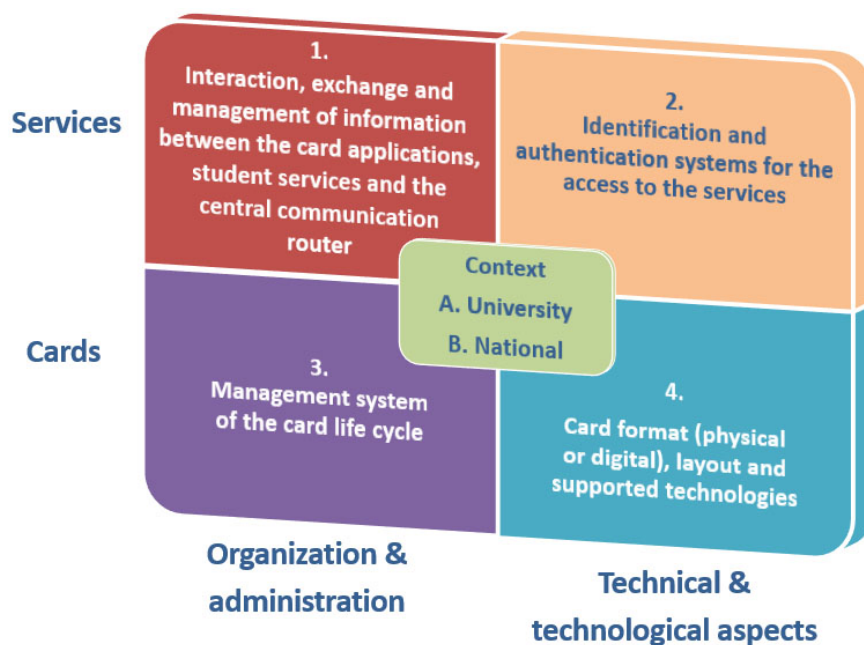 Services
1.
Interaction, exchange and
management of information
between the card applications,
student services and the
central communication
router
2.
Identification and
authentication systems for the
access to the services
Context
A. University
B. National
Cards
3.
Management system
of the card life cycle
4.
Card format (physical
or digital), layout and
supported technologies
Organization &
administration
Technical &
technological aspects